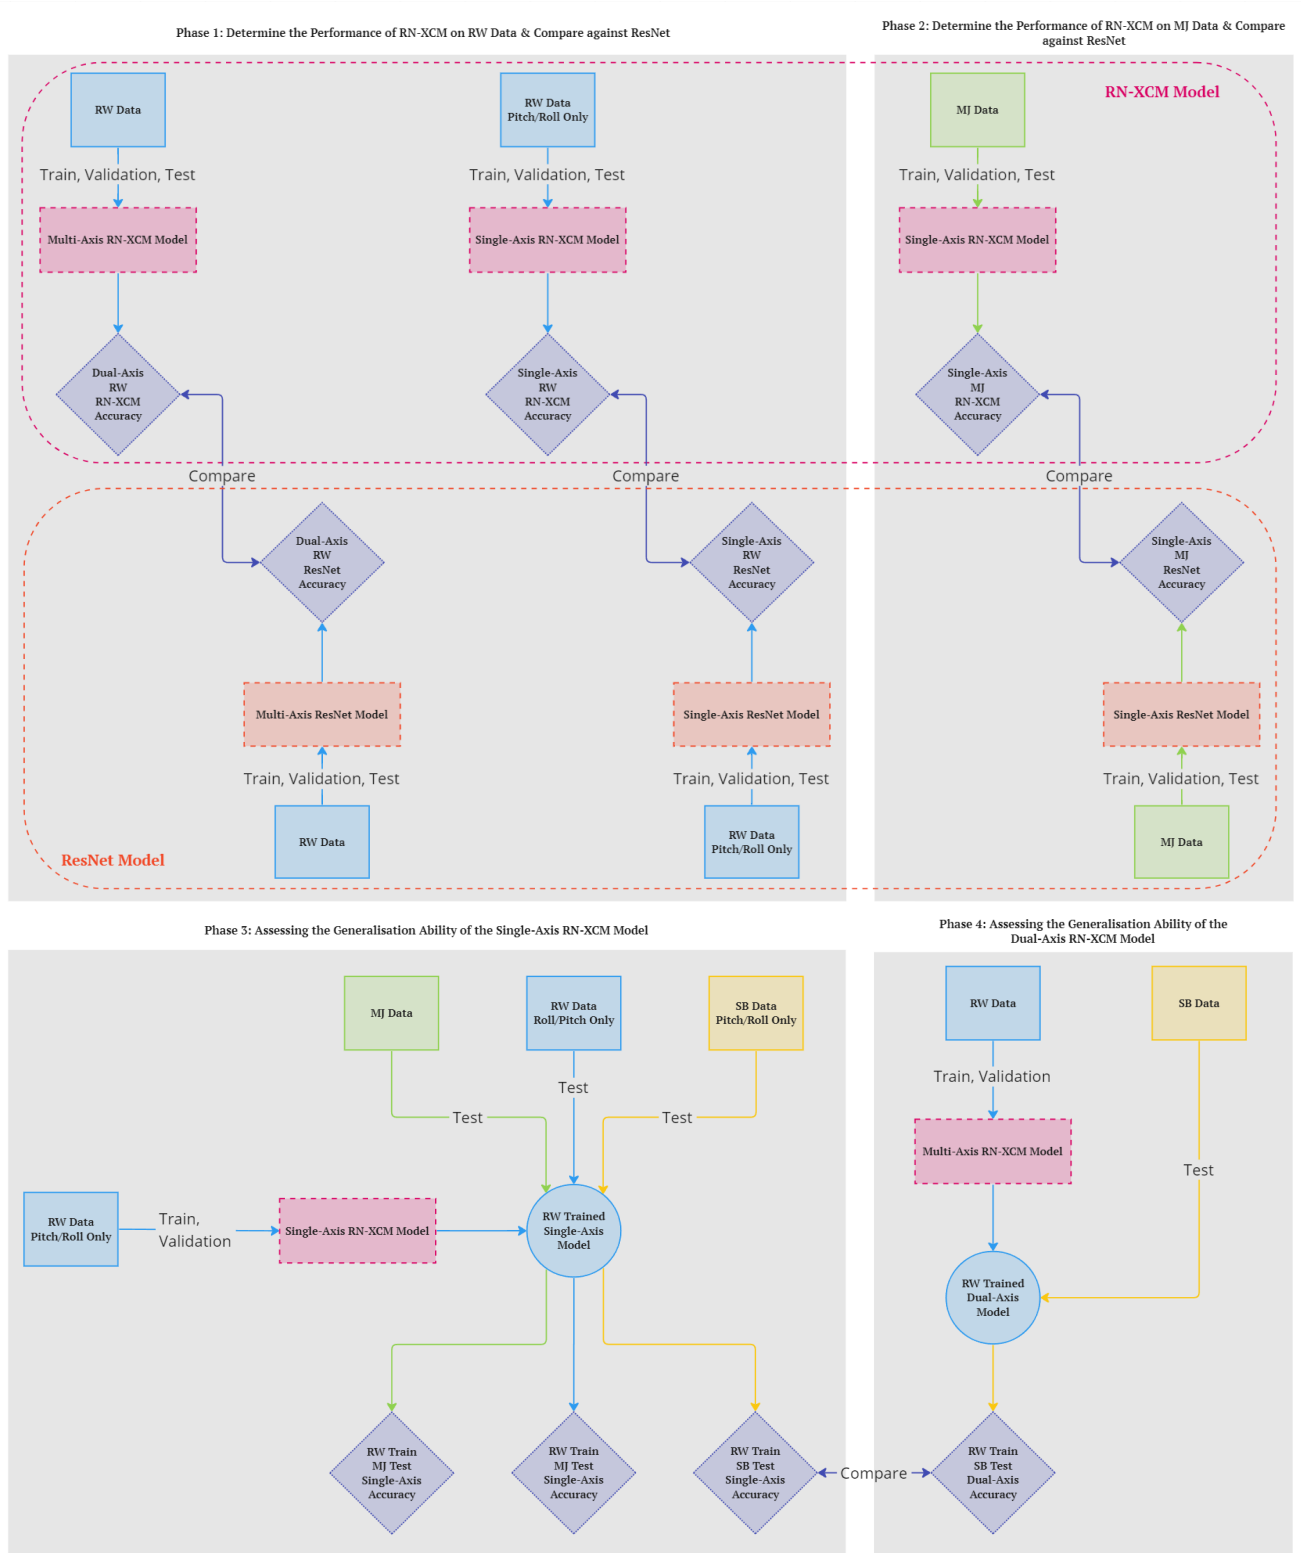 Phase 1: Determine the Performance of RN-XCM on RW Data & Compare against ResNet
Phase 2: Determine the Performance of RN-XCM on MJ Data & Compare
against ResNet
RN-XCM Model
RW Data
RW Data
Pitch/Roll Only
MJ Data
Train, Validation, Test
Train, Validation, Test
Train, Validation, Test
Multi-Axis RN-XCM Model
Single-Axis RN-XCM Model
Single-Axis RN-XCM Model
Dual-Axis
RW
RN-XCM
Accuracy
Single-Axis
RW
RN-XCM
Accuracy
Single-Axis
MJ
RN-XCM
Accuracy
Compare
Compare
Compare
Dual-Axis
RW
ResNet
Accuracy
Single-Axis
RW
ResNet
Accuracy
Single-Axis
MJ
ResNet
Accuracy
Multi-Axis ResNet Model
Single-Axis ResNet Model
Single-Axis ResNet Model
Train, Validation, Test
Train, Validation, Test
Train, Validation, Test
RW Data
RW Data
Pitch/Roll Only
MJ Data
ResNet Model
Phase 3: Assessing the Generalisation Ability of the Single-Axis RN-XCM Model
MJ Data
RW Data
Roll/Pitch Only
SB Data
Pitch/Roll Only
Test
Test
Test
RW Data
Pitch/Roll Only
Train,
Validation
Single-Axis RN-XCM Model
RW Trained
Single-Axis
Model
RW Train
MJ Test
Single-Axis
Accuracy
RW Train
MJ Test
Single-Axis
Accuracy
RW Train
SB Test
Single-Axis
Accuracy
Compare
Phase 4: Assessing the Generalisation Ability of the
Dual-Axis RN-XCM Model
RW Data
SB Data
Train, Validation
Multi-Axis RN-XCM Model
Test
RW Trained
Dual-Axis
Model
RW Train
SB Test
Dual-Axis
Accuracy